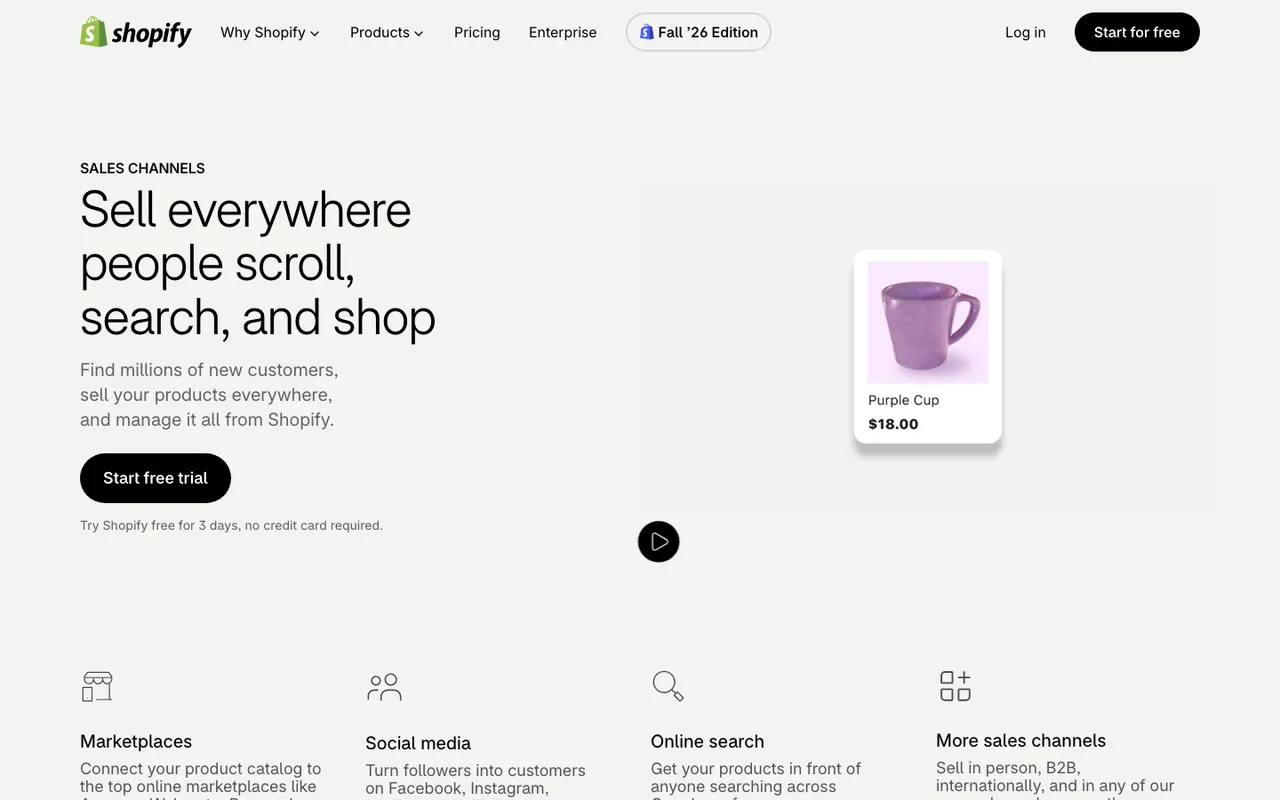 shopify
Why Shopify
Products
Pricing
Enterprise
Fall ’26 Edition
Log in
Start for free
SALES CHANNELS
Sell everywhere
people scroll,
search, and shop
Find millions of new customers,
sell your products everywhere,
and manage it all from Shopify.
Start free trial
Try Shopify free for 3 days, no credit card required.
Purple Cup
$18.00
Marketplaces
Connect your product catalog to
the top online marketplaces like
Social media
Turn followers into customers
on Facebook, Instagram,
Online search
Get your products in front of
anyone searching across
More sales channels
Sell in person, B2B,
internationally, and in any of our